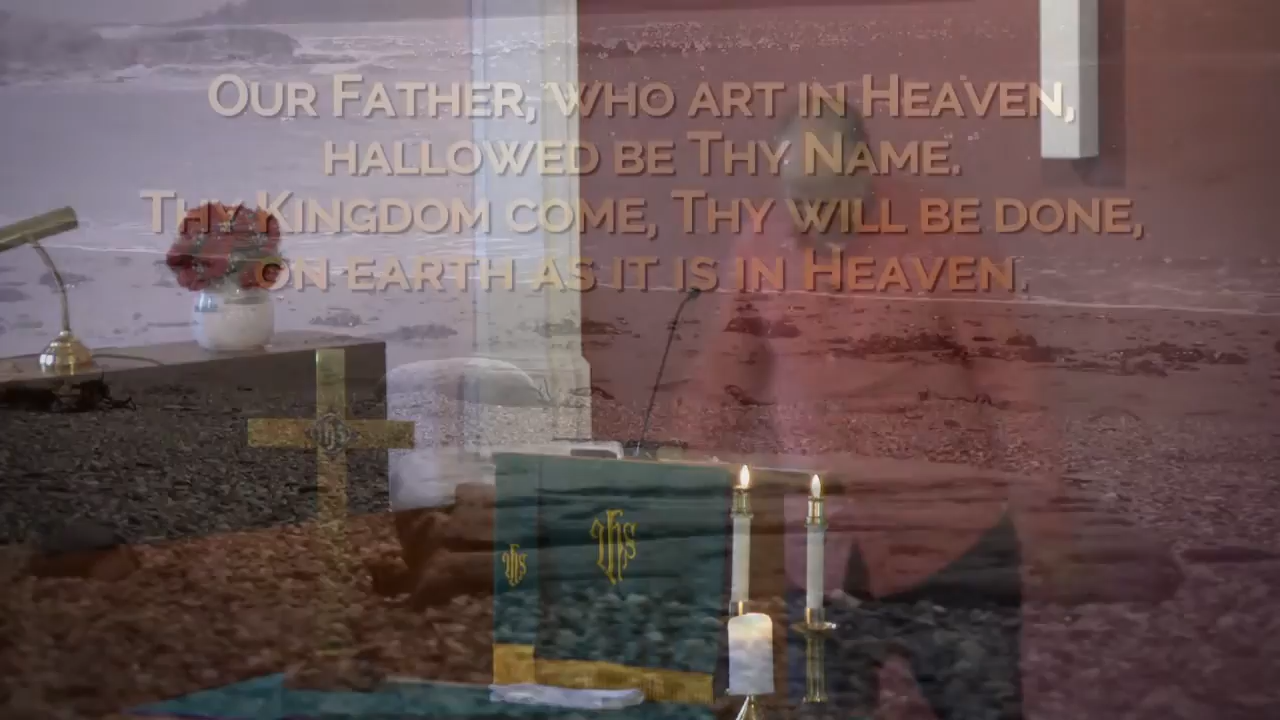 Our Father, who art in Heaven,
hallowed be Thy Name.
Thy Kingdom come, Thy will be done,
on earth as it is in Heaven.
IHS
IHS
IHS